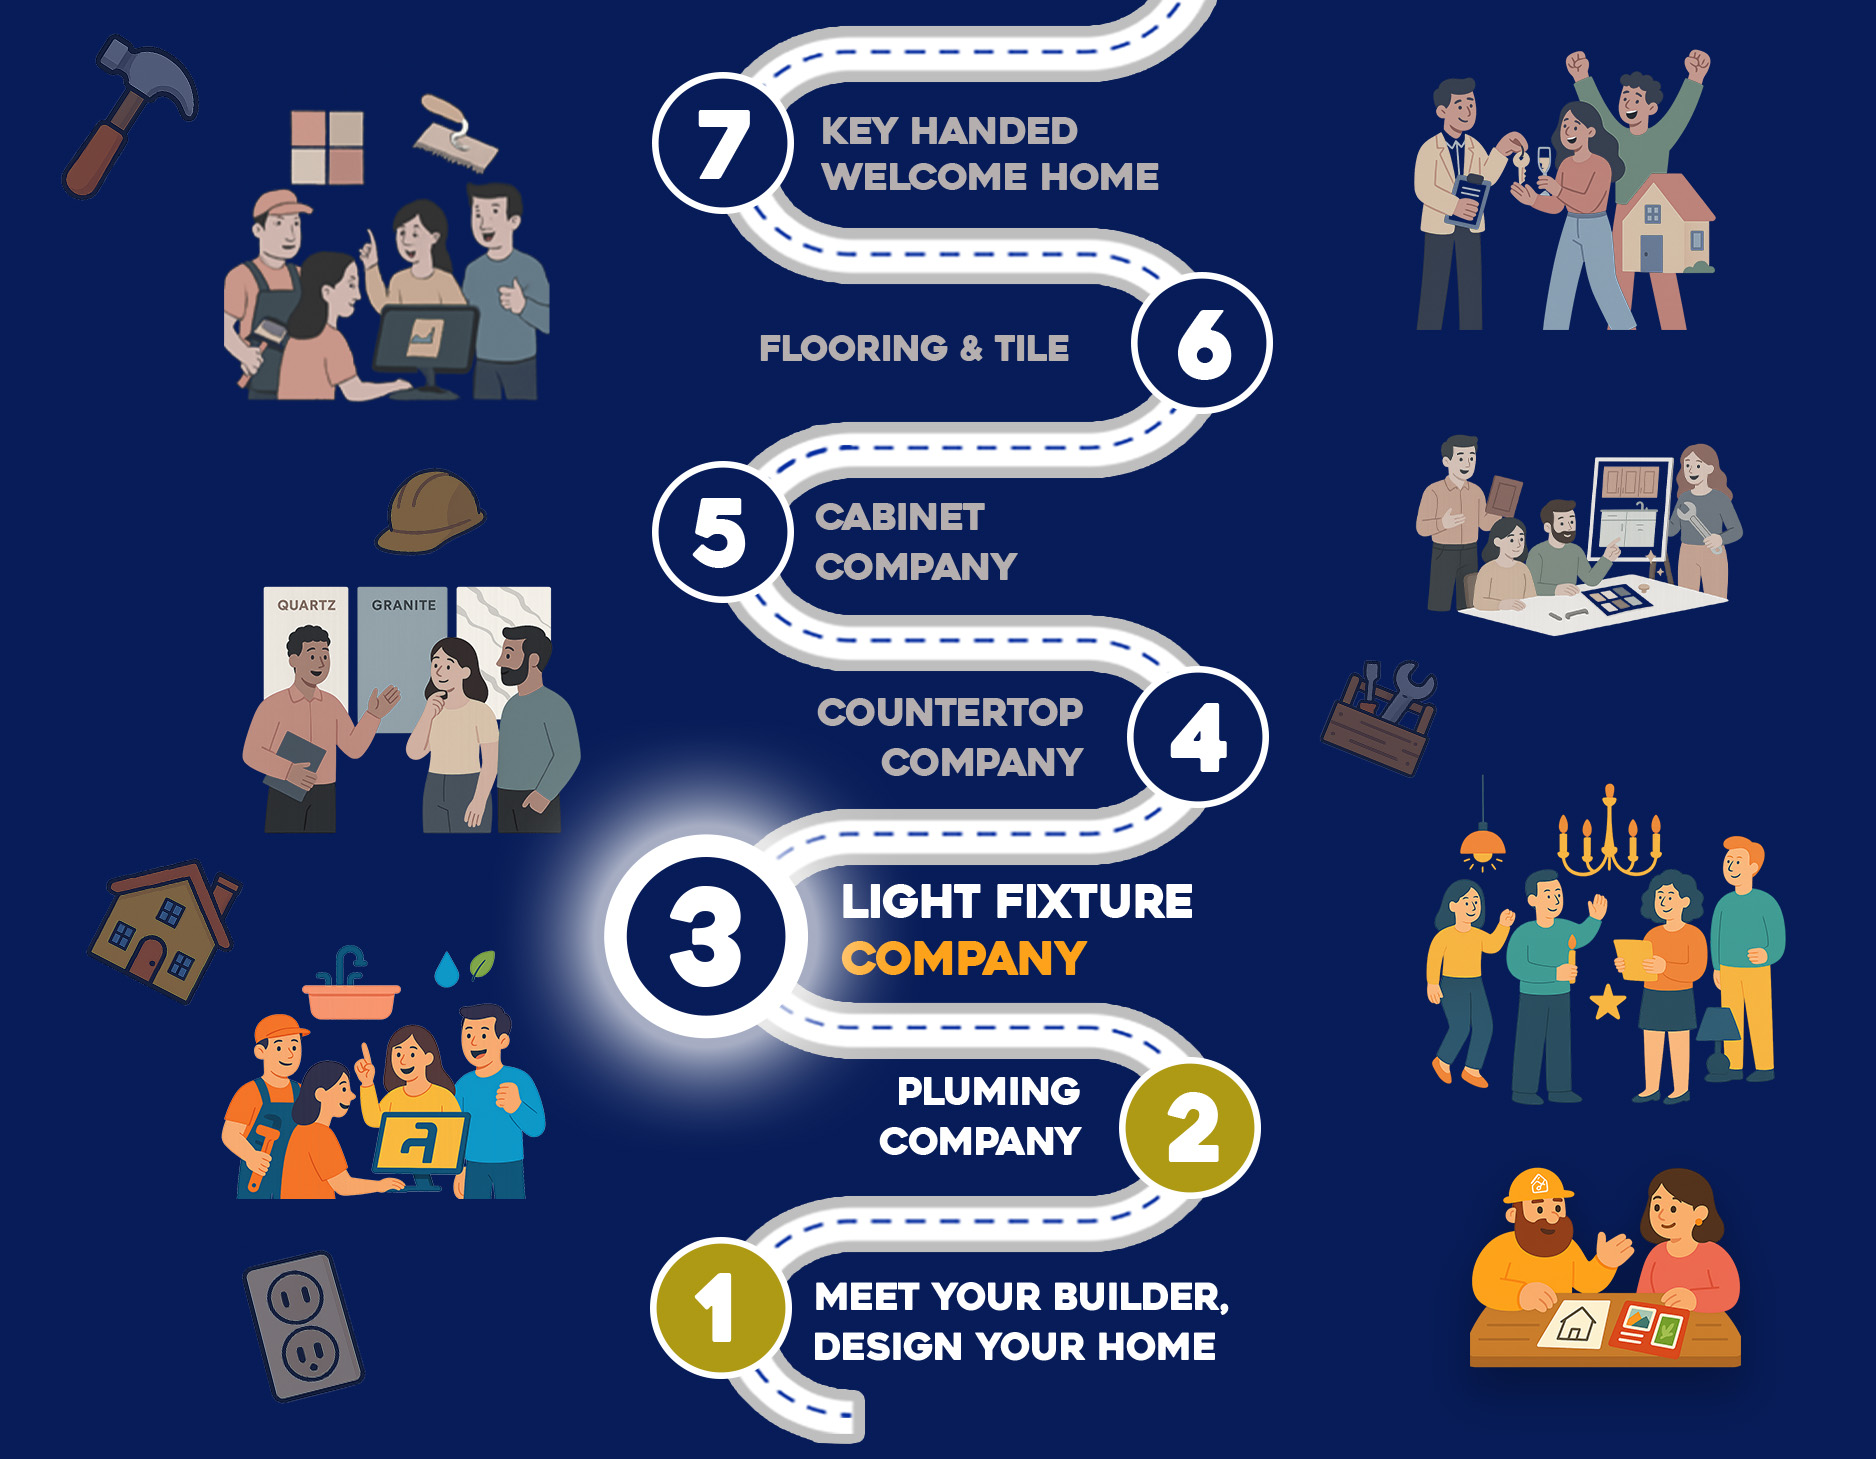 7
KEY HANDED
WELCOME HOME
FLOORING & TILE
6
5
CABINET
COMPANY
QUARTZ
GRANITE
COUNTERTOP
COMPANY
4
3
LIGHT FIXTURE
COMPANY
PLUMING
COMPANY
2
a
1
MEET YOUR BUILDER,
DESIGN YOUR HOME